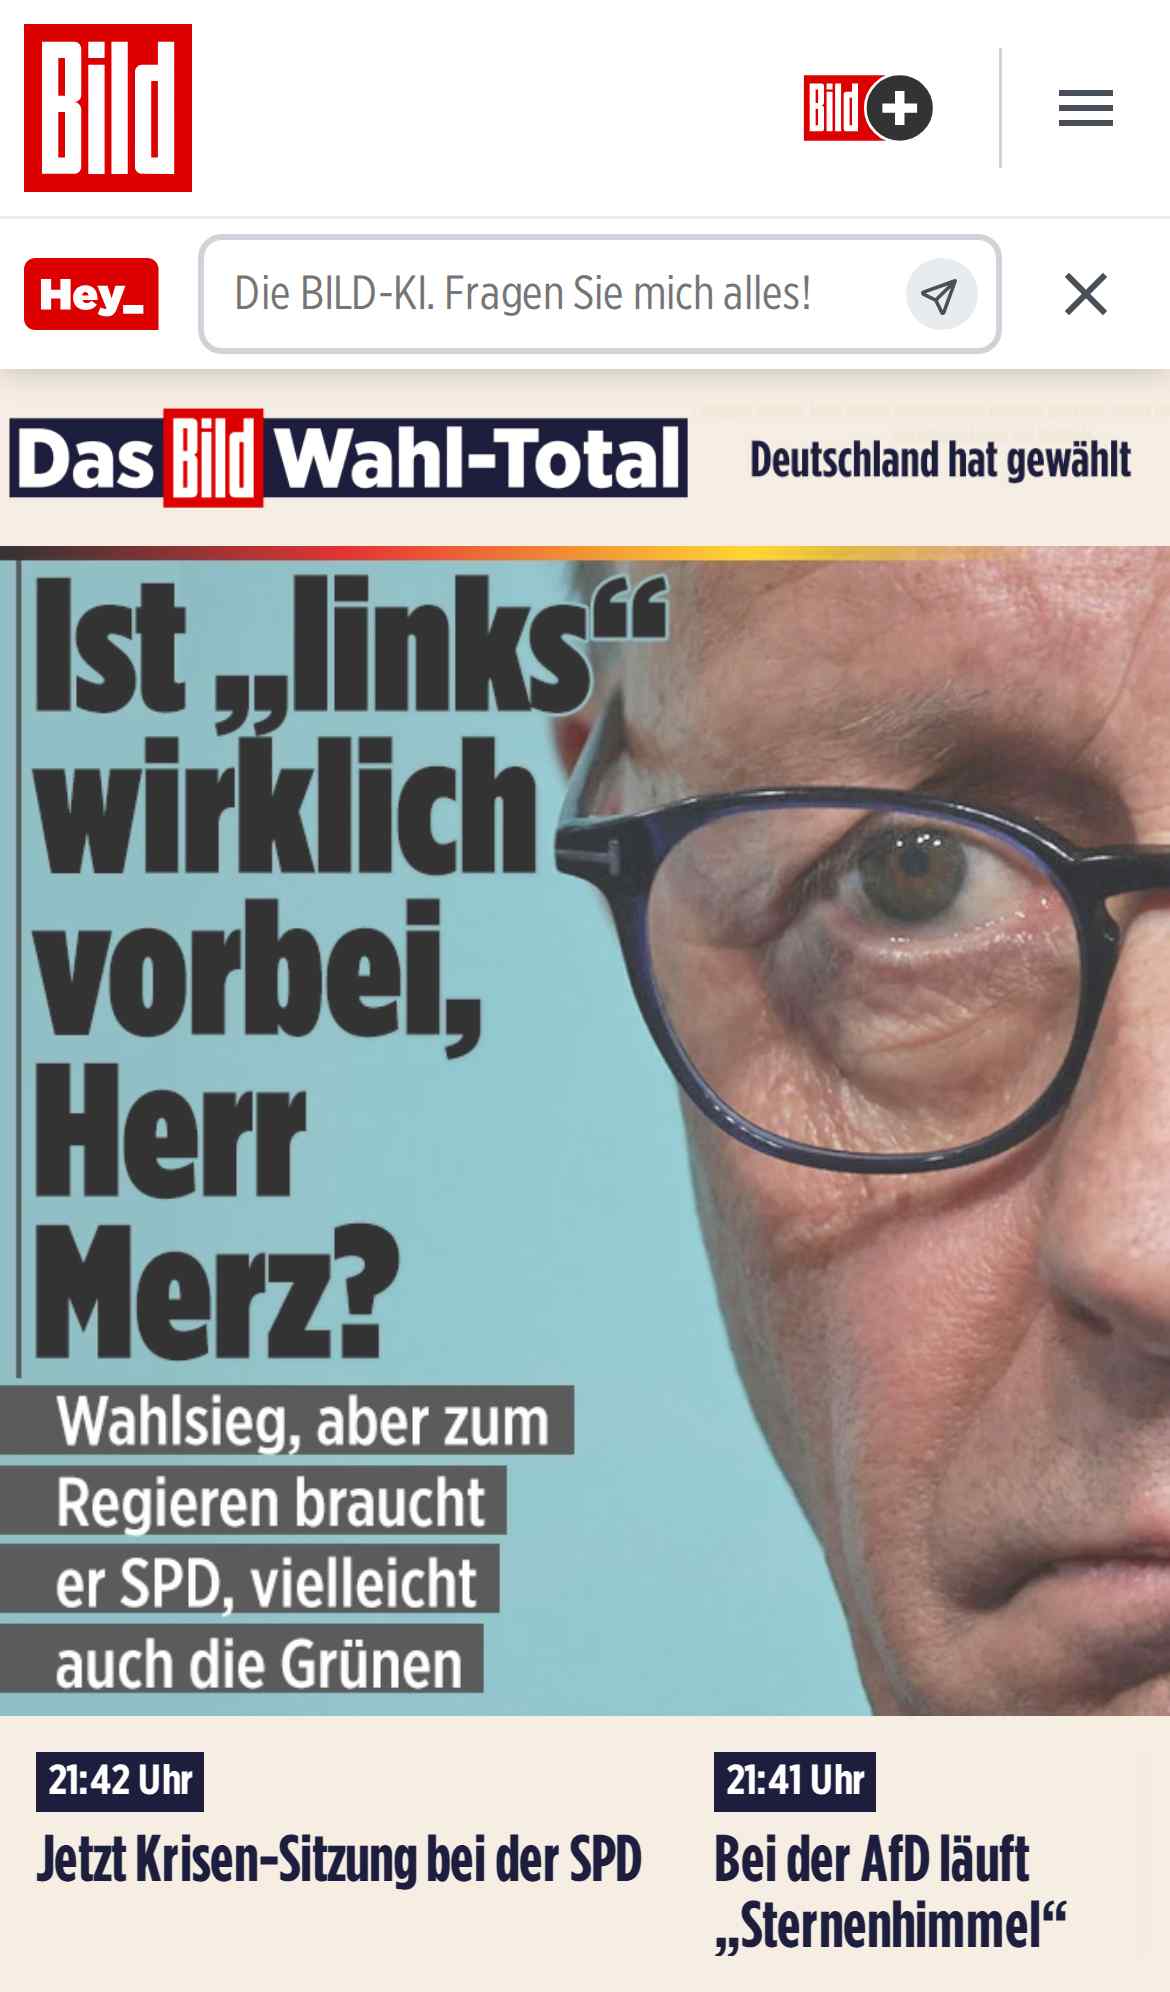 Bild
Bild +
Hey_
Die BILD-KI. Fragen Sie mich alles!
Das Bild Wahl-Total
Deutschland hat gewählt
Ist „links“
wirklich
vorbei,
Herr
Merz?
Wahlsieg, aber zum
Regieren braucht
er SPD, vielleicht
auch die Grünen
21:42 Uhr
Jetzt Krisen-Sitzung bei der SPD
21:41 Uhr
Bei der AfD läuft
„Sternenhimmel“